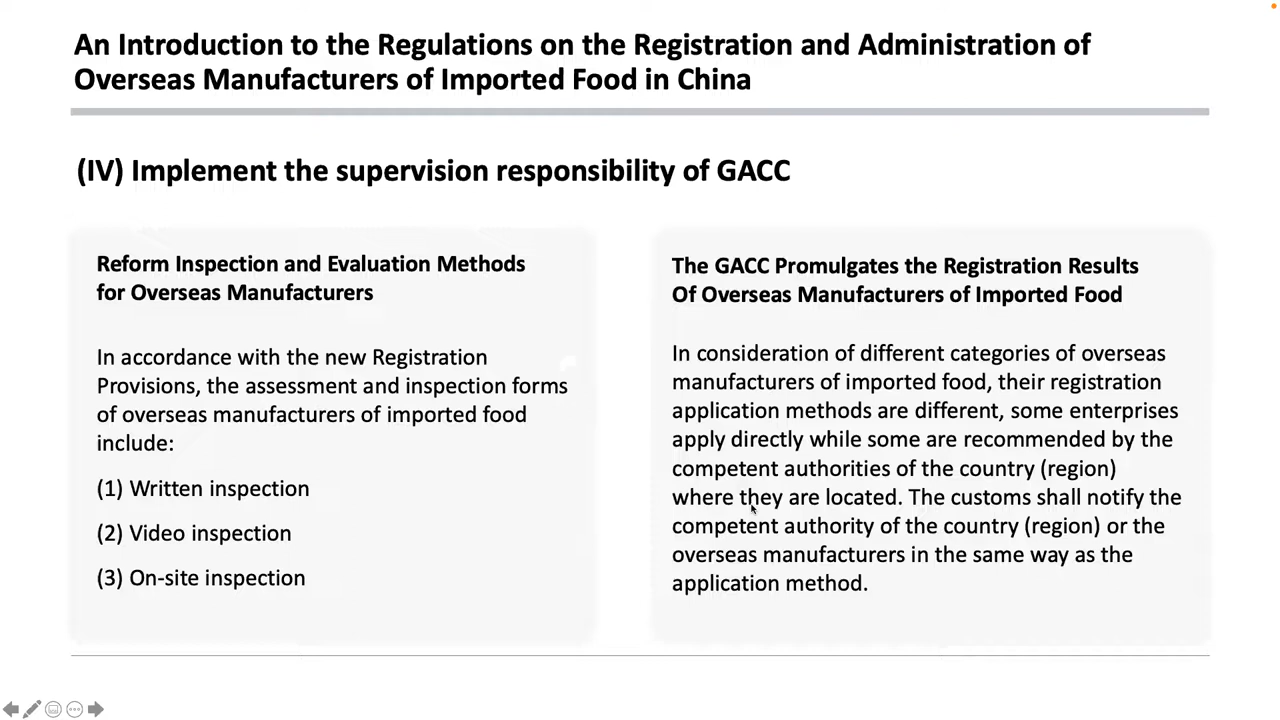 An Introduction to the Regulations on the Registration and Administration of
Overseas Manufacturers of Imported Food in China
(IV) Implement the supervision responsibility of GACC
Reform Inspection and Evaluation Methods
for Overseas Manufacturers
In accordance with the new Registration
Provisions, the assessment and inspection forms
of overseas manufacturers of imported food
include:
(1) Written inspection
(2) Video inspection
(3) On-site inspection
The GACC Promulgates the Registration Results
Of Overseas Manufacturers of Imported Food
In consideration of different categories of overseas
manufacturers of imported food, their registration
application methods are different, some enterprises
apply directly while some are recommended by the
competent authorities of the country (region)
where they are located. The customs shall notify the
competent authority of the country (region) or the
overseas manufacturers in the same way as the
application method.